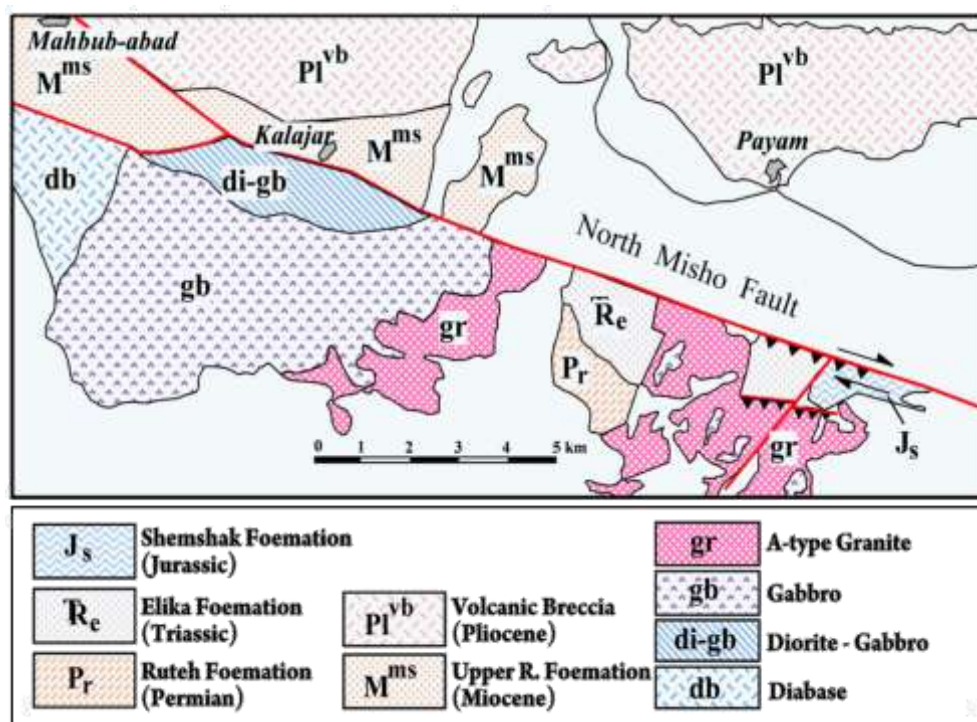 Mahbub-abad
M^ms
Pl^vb
Pl^vb
Kalajar
M^ms
M^ms
Payam
db
di-gb
gb
North Misho Fault
gr
T̄Re
Pr
gr
Js
0 1 2 3 4 5 km
Js Shemshak Foemation
(Jurassic)
T̄Re Elika Foemation
(Triassic)
Pr Ruteh Foemation
(Permian)
Pl^vb Volcanic Breccia
(Pliocene)
M^ms Upper R. Foemation
(Miocene)
gr A-type Granite
gb Gabbro
di-gb Diorite - Gabbro
db Diabase